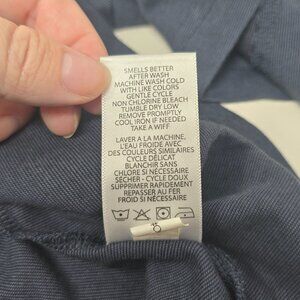 SMELLS BETTER
AFTER WASH
MACHINE WASH COLD
WITH LIKE COLORS
GENTLE CYCLE
NON CHLORINE BLEACH
TUMBLE DRY LOW
REMOVE PROMPTLY
COOL IRON IF NEEDED
TAKE A WIFF
LAVER A LA MACHINE,
L'EAU FROIDE AVEC
DES COULEURS SIMILAIRES
CYCLE DÉLICAT
BLANCHIR SANS
CHLORE SI NÉCESSAIRE
SÉCHER - CYCLE DOUX
SUPPRIMER RAPIDEMENT
REPASSER AU FER
FROID SI NÉCESSAIRE